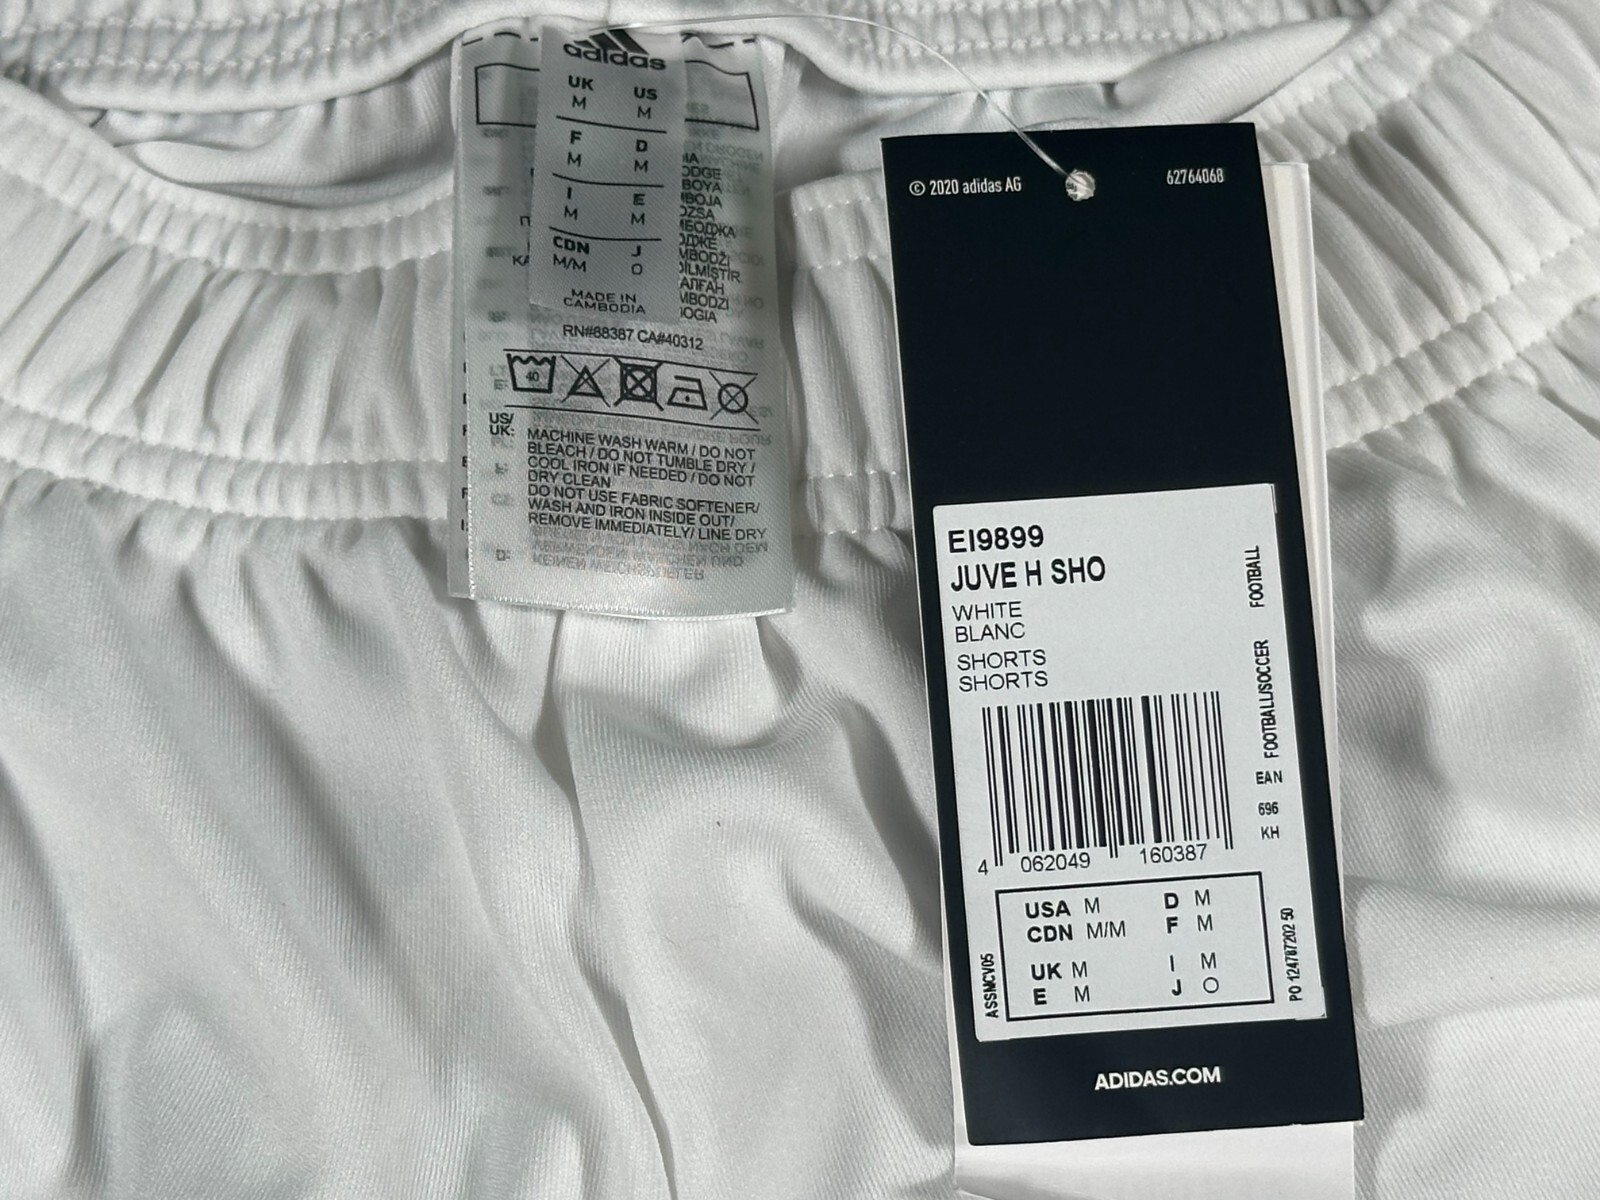 adidas
UK US
M M
F D
M M
I E
M M
CDN J
M/M O
MADE IN
CAMBODIA
RN#88387 CA#40312
40
US/
UK: MACHINE WASH WARM / DO NOT
BLEACH / DO NOT TUMBLE DRY /
COOL IRON IF NEEDED / DO NOT
DRY CLEAN
DO NOT USE FABRIC SOFTENER/
WASH AND IRON INSIDE OUT/
REMOVE IMMEDIATELY/ LINE DRY
© 2020 adidas AG 62764068
EI9899
JUVE H SHO
WHITE
BLANC
SHORTS
SHORTS
FOOTBALL
FOOTBALL/SOCCER
EAN
696
KH
4 062049 160387
USA M D M
CDN M/M F M
UK M I M
E M J O
ASSMCV05
PO 124787202 50
ADIDAS.COM